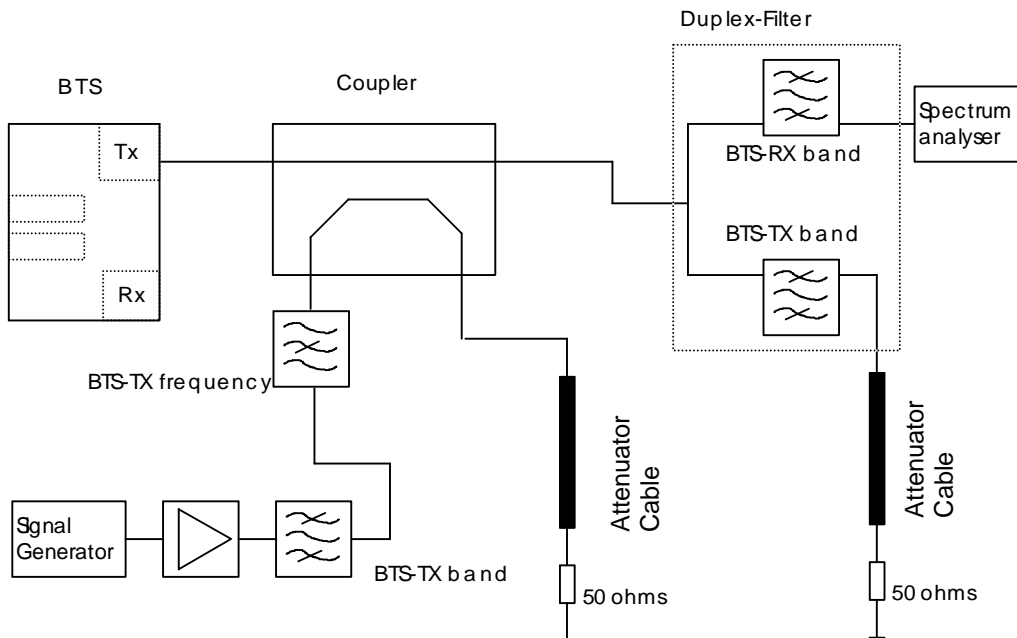 Duplex-Filter
BTS
Coupler
Tx
Spectrum
analyser
BTS-RX band
BTS-TX band
Rx
BTS-TX frequency
Attenuator
Cable
Attenuator
Cable
Signal
Generator
BTS-TX band
50 ohms
50 ohms